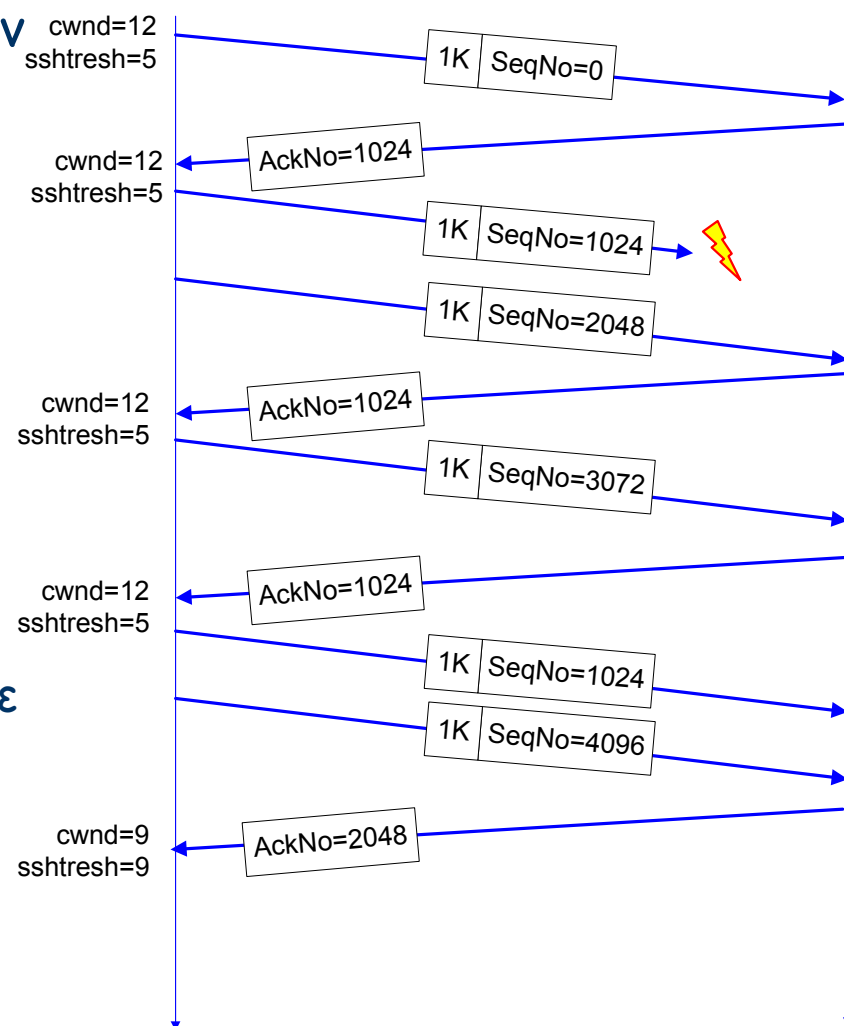 ν
cwnd=12
sshtresh=5
1K SeqNo=0
AckNo=1024
cwnd=12
sshtresh=5
1K SeqNo=1024
1K SeqNo=2048
AckNo=1024
cwnd=12
sshtresh=5
1K SeqNo=3072
AckNo=1024
cwnd=12
sshtresh=5
1K SeqNo=1024
ε
1K SeqNo=4096
AckNo=2048
cwnd=9
sshtresh=9